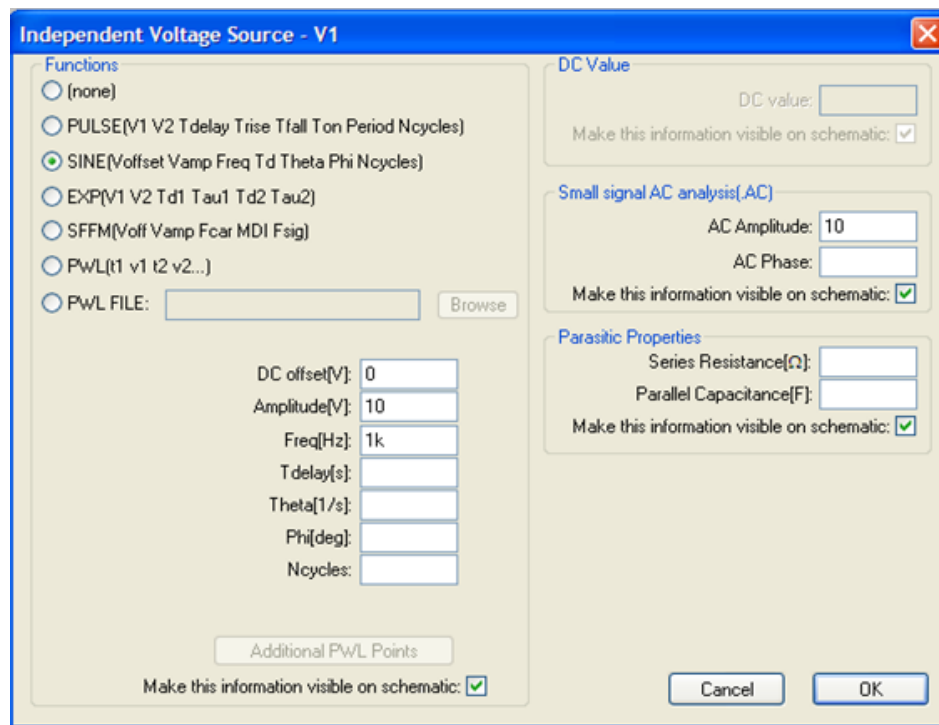 Independent Voltage Source - V1
Functions
(none)
PULSE(V1 V2 Tdelay Trise Tfall Ton Period Ncycles)
SINE(Voffset Vamp Freq Td Theta Phi Ncycles)
EXP(V1 V2 Td1 Tau1 Td2 Tau2)
SFFM(Voff Vamp Fcar MDI Fsig)
PWL(t1 v1 t2 v2...)
PWL FILE:
Browse
DC offset[V]: 0
Amplitude[V]: 10
Freq[Hz]: 1k
Tdelay[s]:
Theta[1/s]:
Phi[deg]:
Ncycles:
Additional PWL Points
Make this information visible on schematic:
DC Value
DC value:
Make this information visible on schematic:
Small signal AC analysis(.AC)
AC Amplitude: 10
AC Phase:
Make this information visible on schematic:
Parasitic Properties
Series Resistance[Ω]:
Parallel Capacitance[F]:
Make this information visible on schematic:
Cancel
OK